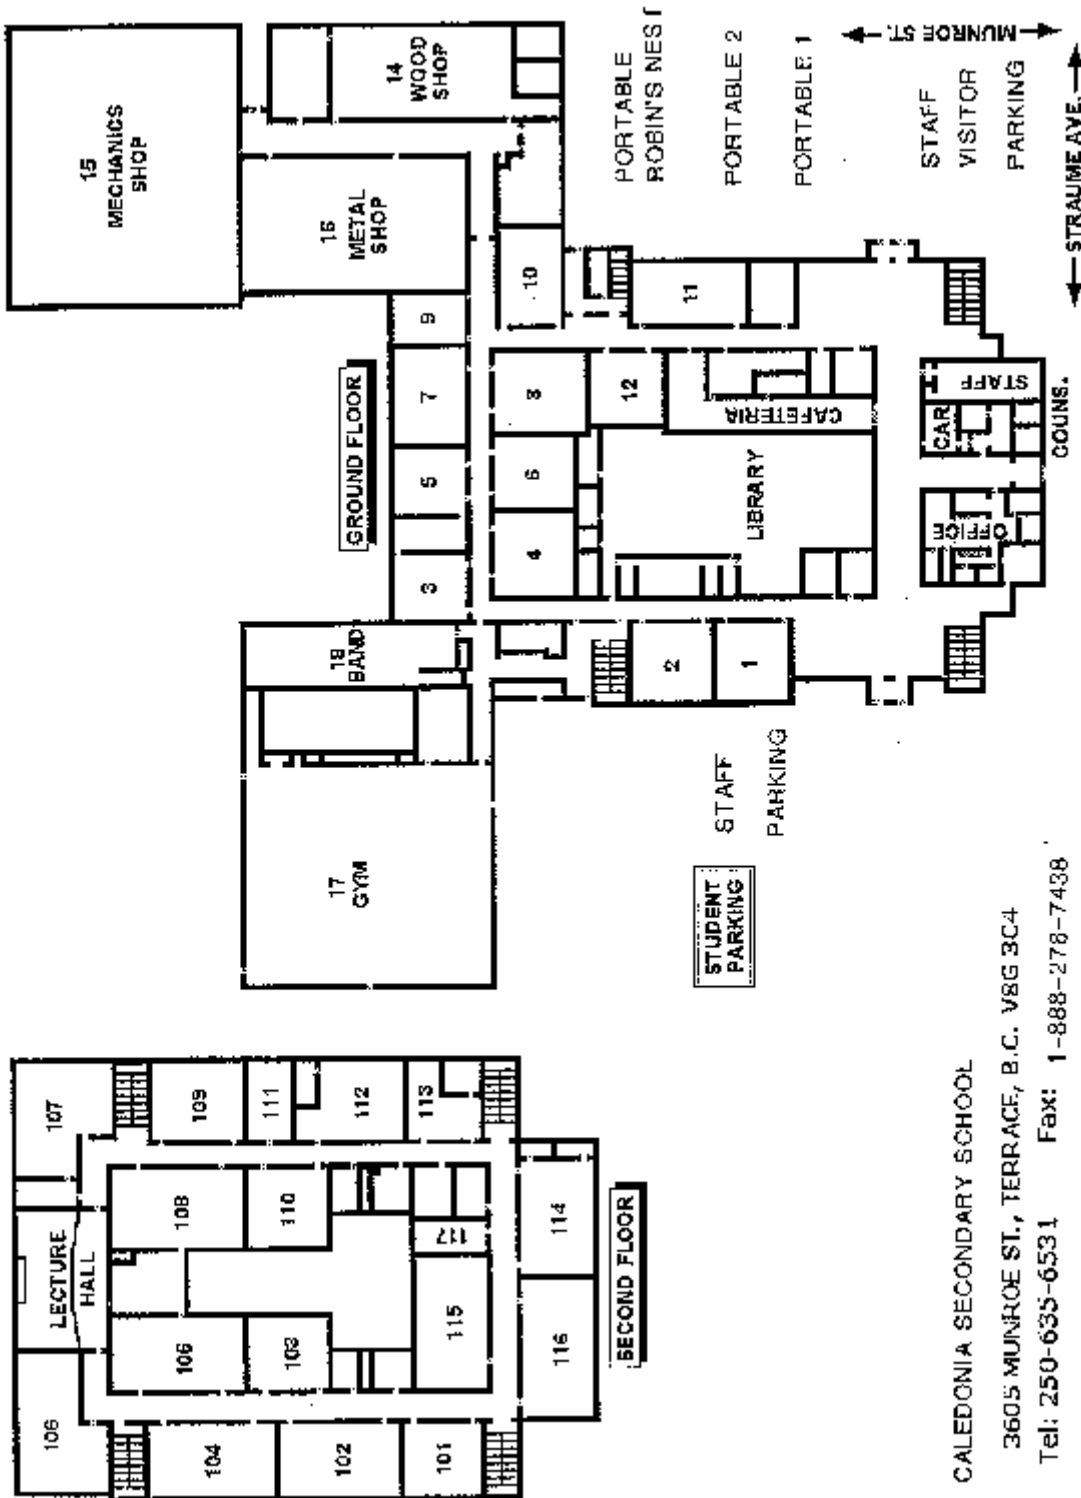 15
MECHANICS
SHOP
14
WOOD
SHOP
16
METAL
SHOP
PORTABLE
ROBIN'S NEST
PORTABLE 2
PORTABLE 1
MUNROE ST.
STAFF
VISITOR
PARKING
STRAUME AVE.
GROUND FLOOR
9
7
5
3
10
11
8
12
6
4
CAFETERIA
LIBRARY
CAR
STAFF
COUNS.
OFFICE
BAND
2
1
17
GYM
STAFF
PARKING
STUDENT
PARKING
107
109
111
112
113
LECTURE
HALL
108
110
117
114
103
115
116
104
102
101
SECOND FLOOR
CALEDONIA SECONDARY SCHOOL
3605 MUNROE ST., TERRACE, B.C. V8G 3C4
Tel: 250-635-6531 Fax: 1-888-278-7438